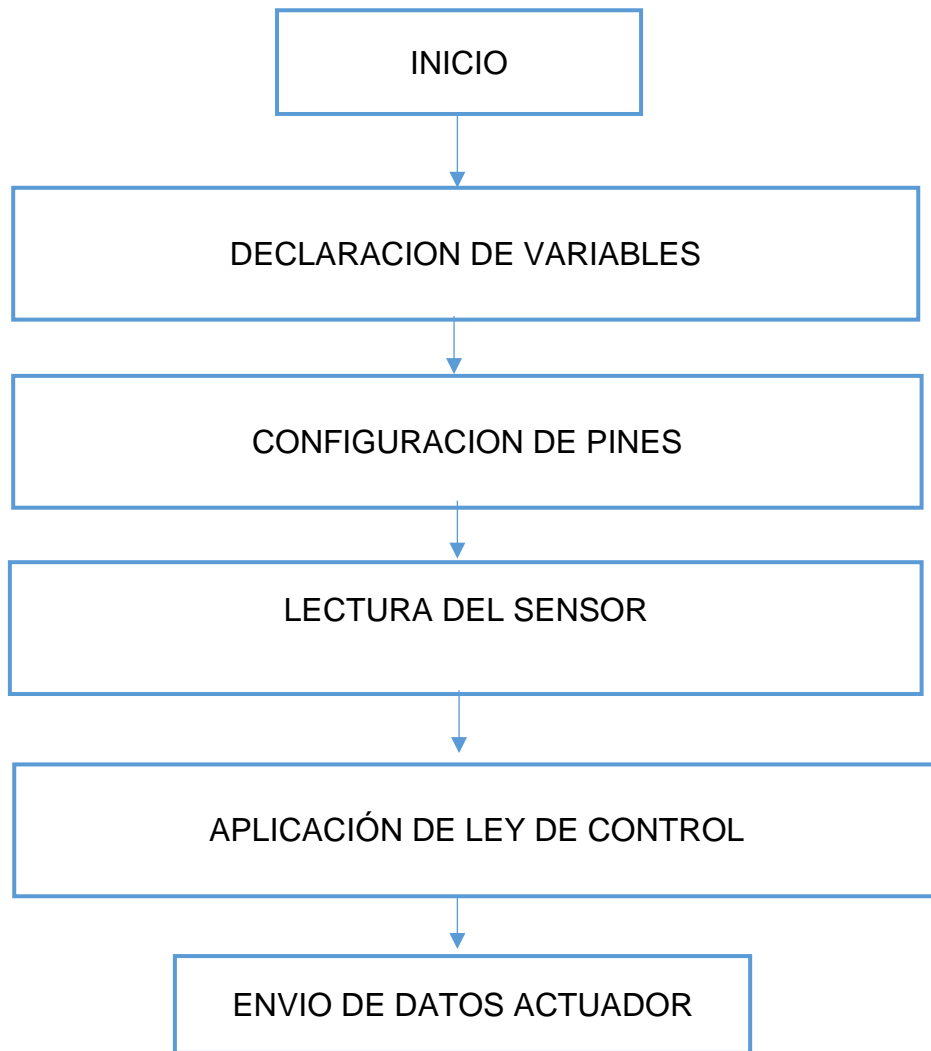 INICIO
DECLARACION DE VARIABLES
CONFIGURACION DE PINES
LECTURA DEL SENSOR
APLICACIÓN DE LEY DE CONTROL
ENVIO DE DATOS ACTUADOR